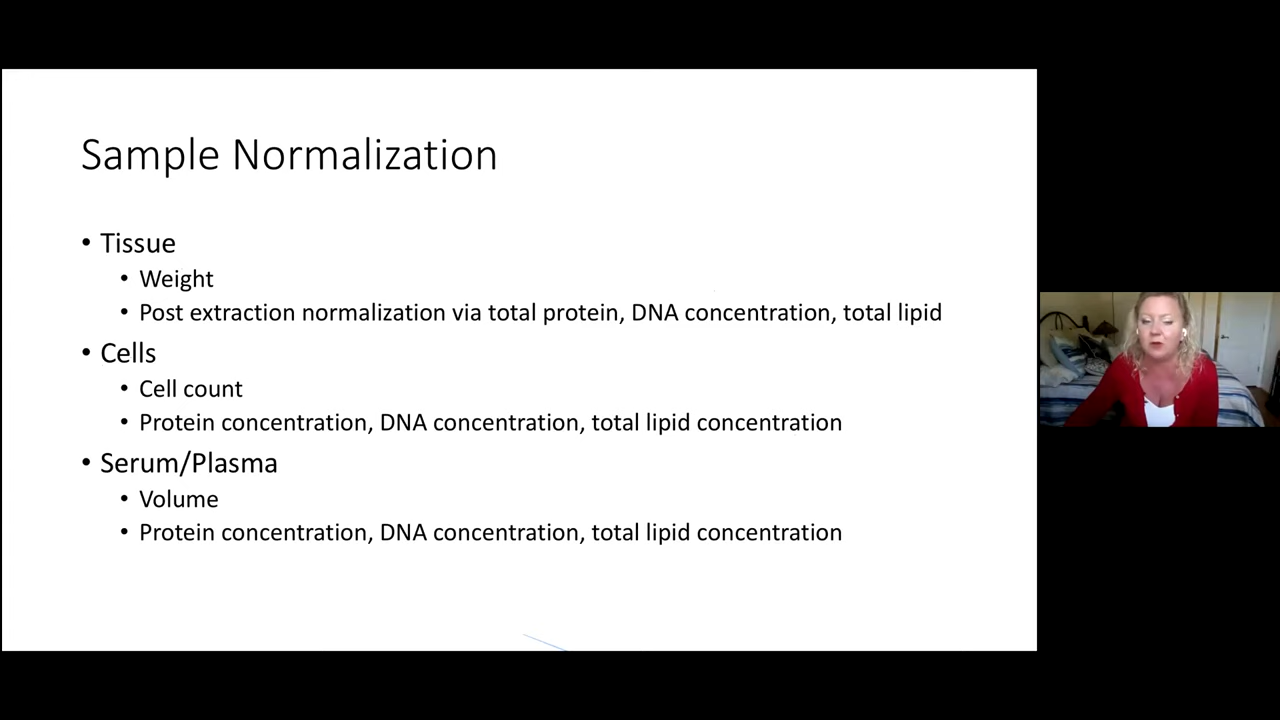 Sample Normalization
• Tissue
• Weight
• Post extraction normalization via total protein, DNA concentration, total lipid
• Cells
• Cell count
• Protein concentration, DNA concentration, total lipid concentration
• Serum/Plasma
• Volume
• Protein concentration, DNA concentration, total lipid concentration